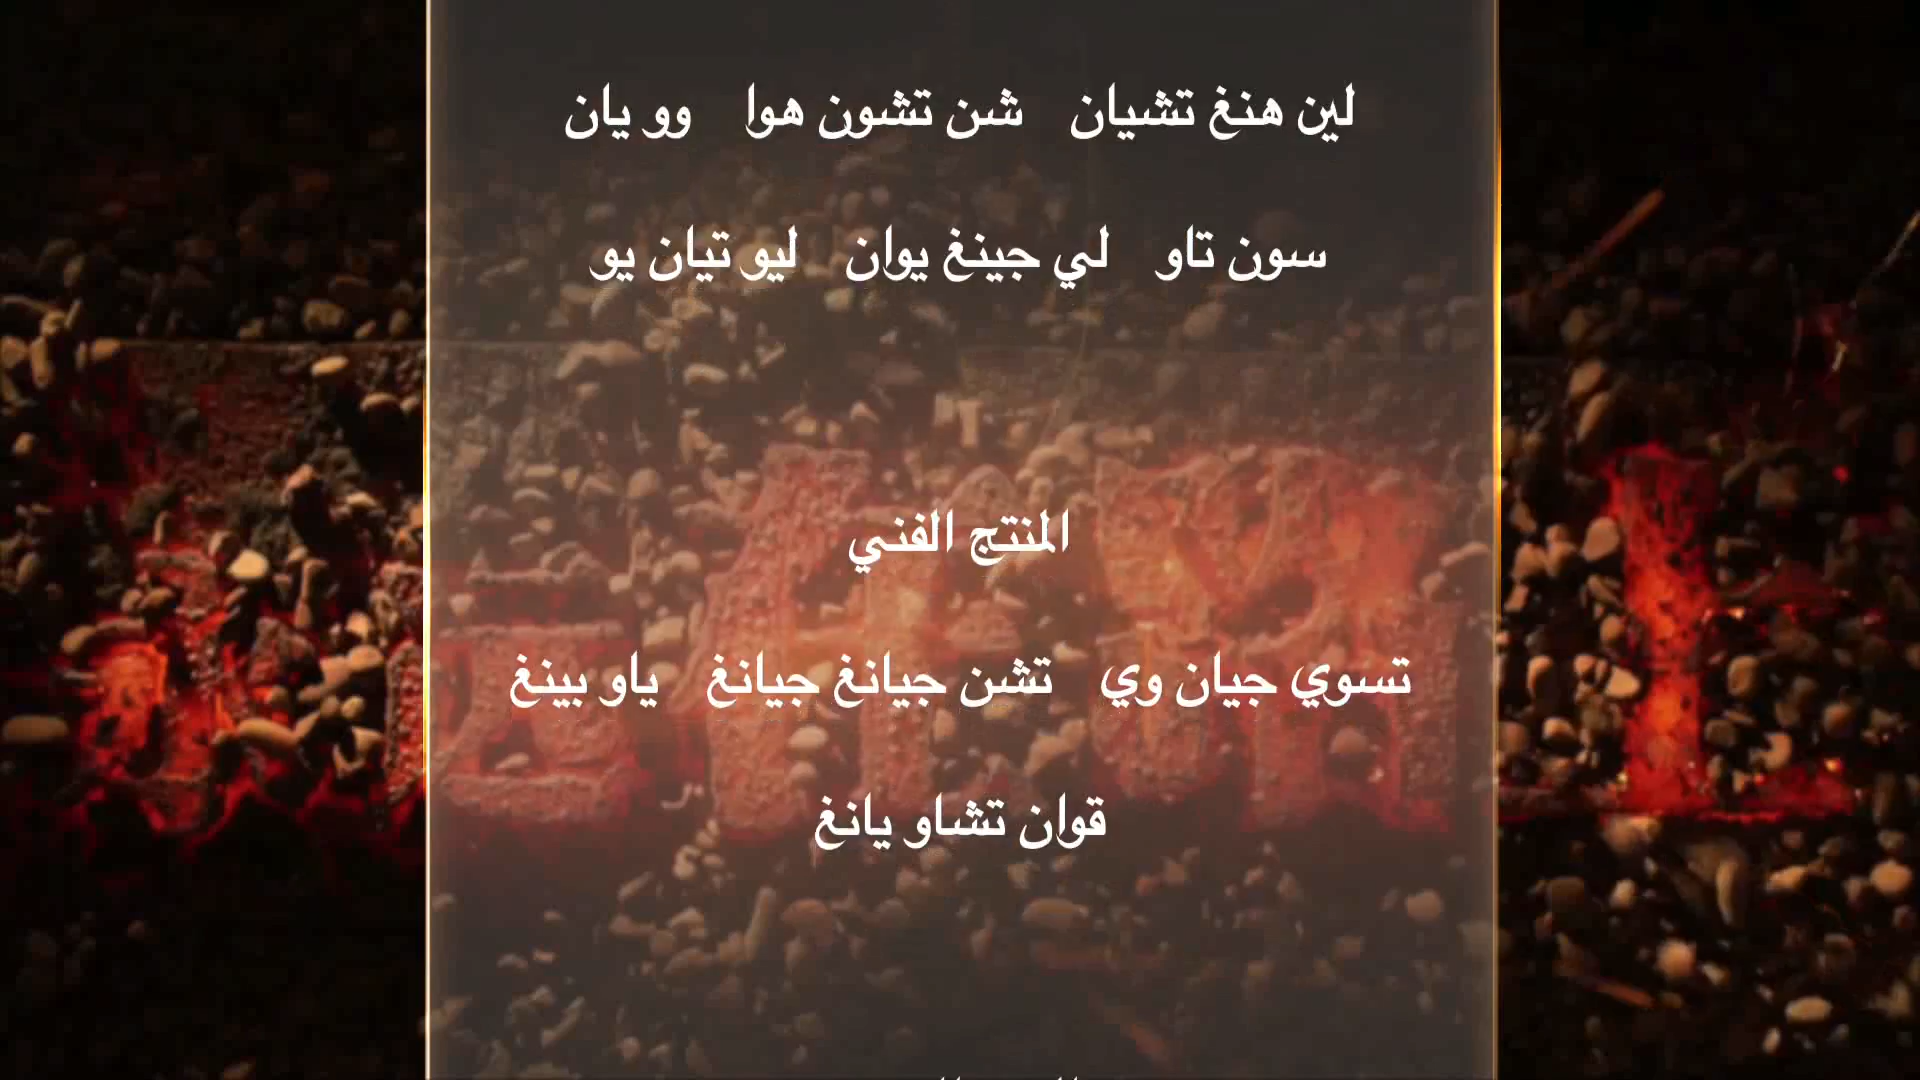 لين هنغ تشيان شن تشون هوا وو يان
سون تاو لي جينغ يوان ليو تيان يو
المنتج الفني
تسوي جيان وي تشن جيانغ جيانغ ياو بينغ
قوان تشاو يانغ